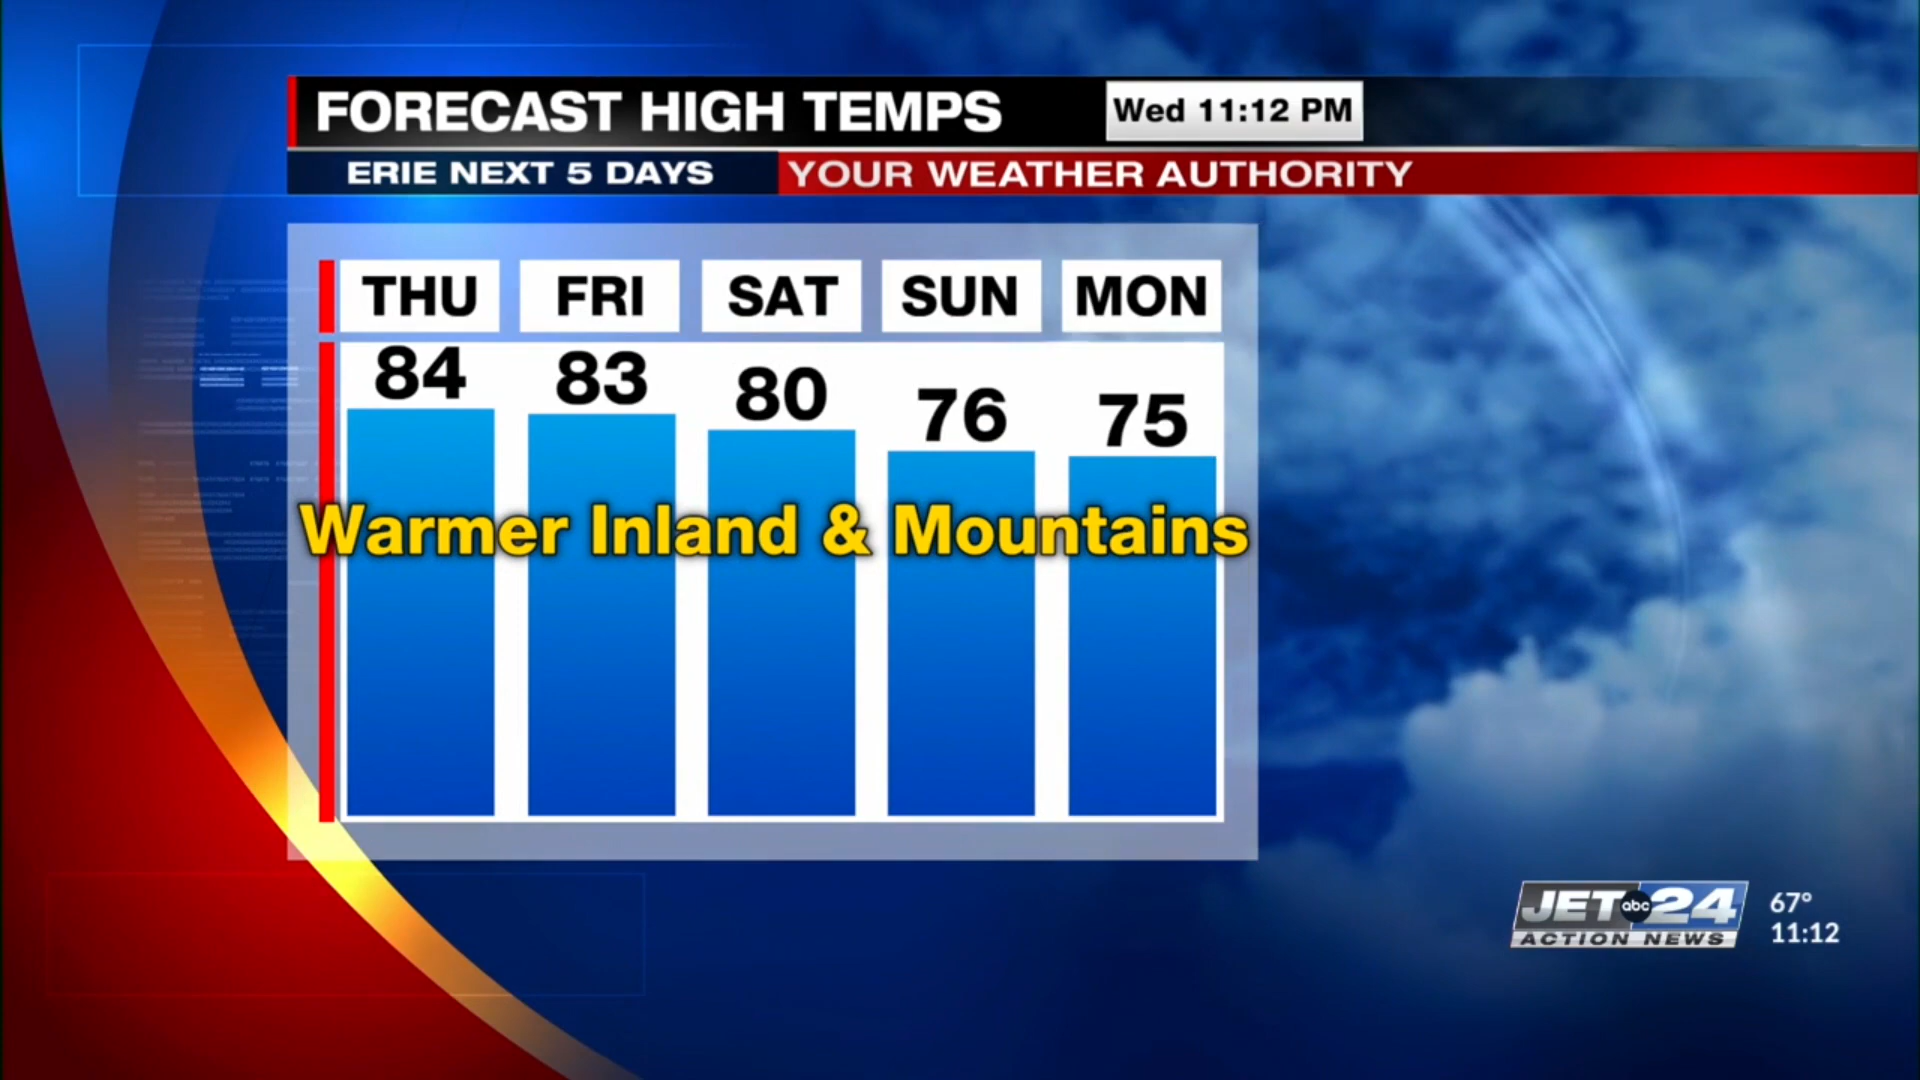 FORECAST HIGH TEMPS
Wed 11:12 PM
ERIE NEXT 5 DAYS
YOUR WEATHER AUTHORITY
THU FRI SAT SUN MON
84 83 80 76 75
Warmer Inland & Mountains
JET abc 24
ACTION NEWS
67°
11:12